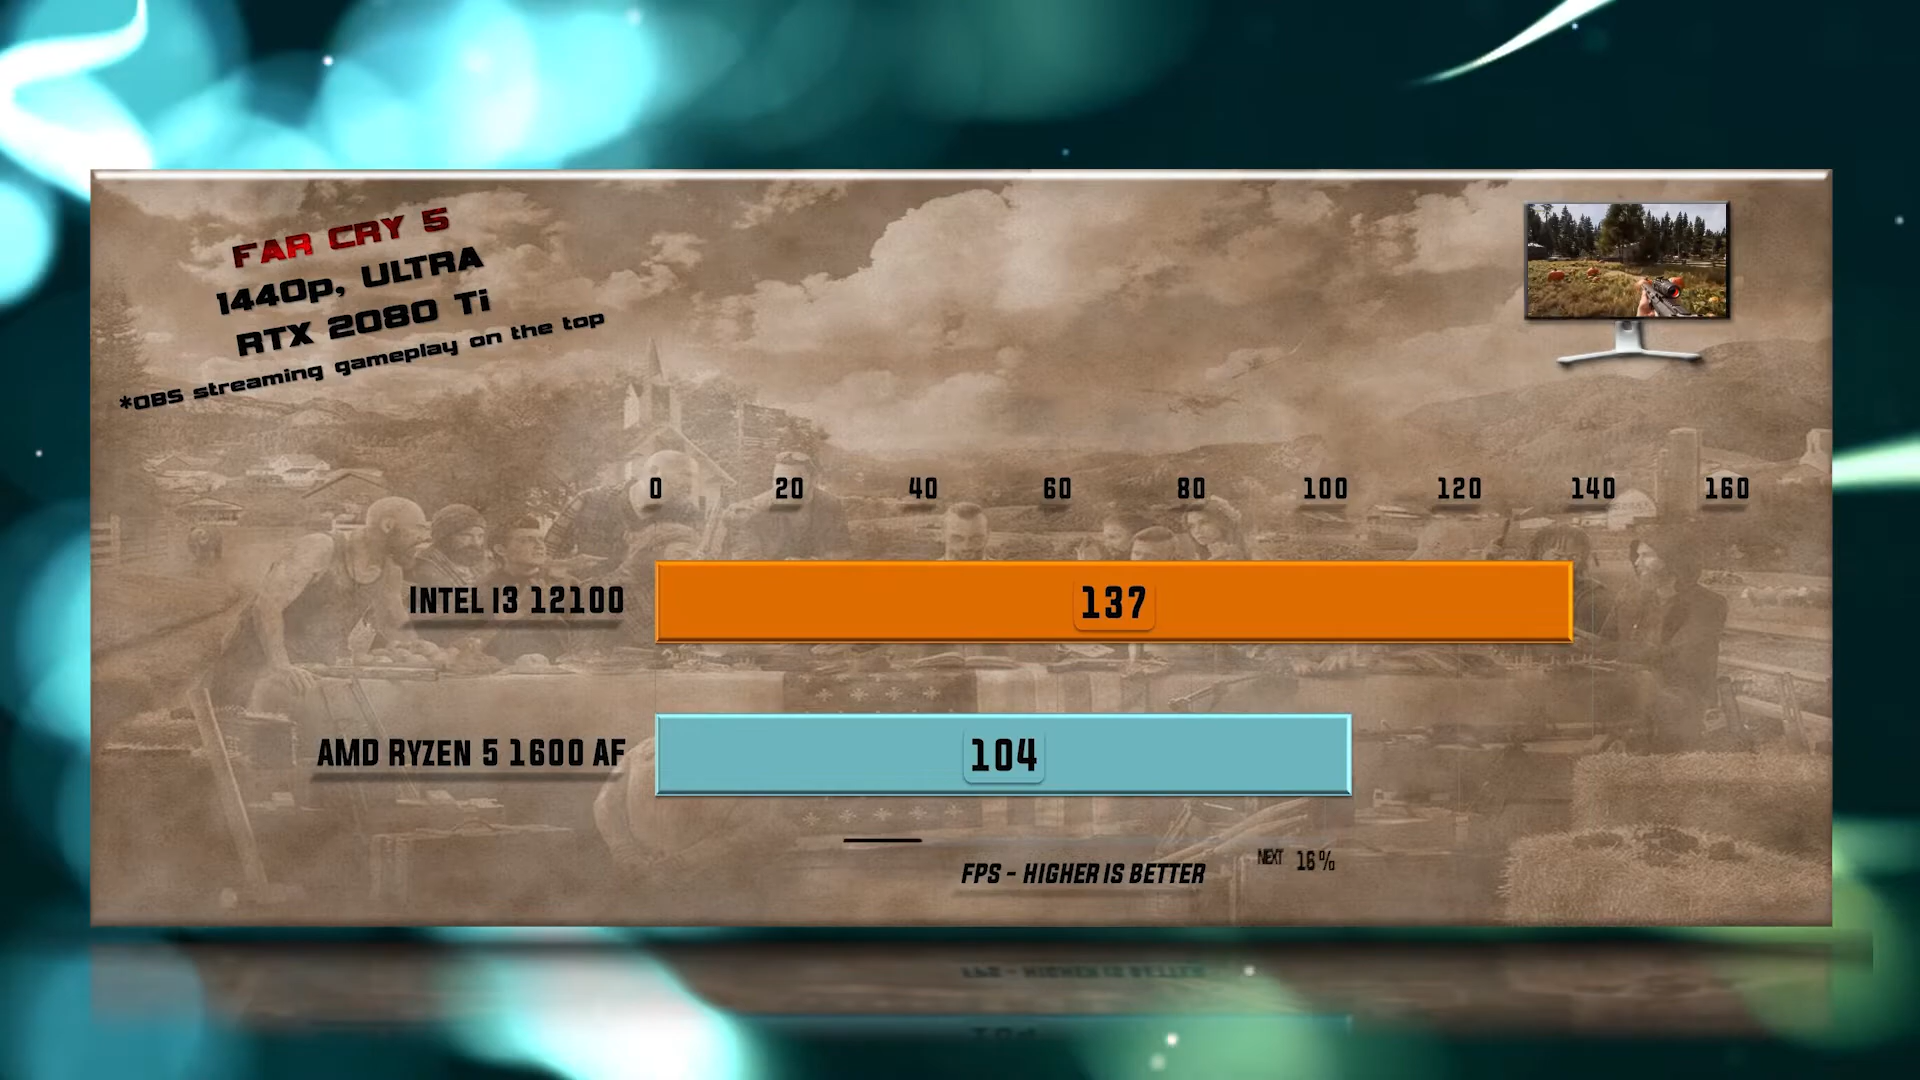 FAR CRY 5
1440p, ULTRA
RTX 2080 Ti
*OBS streaming gameplay on the top
0 20 40 60 80 100 120 140 160
INTEL I3 12100 137
AMD RYZEN 5 1600 AF 104
FPS - HIGHER IS BETTER
NEXT 16%